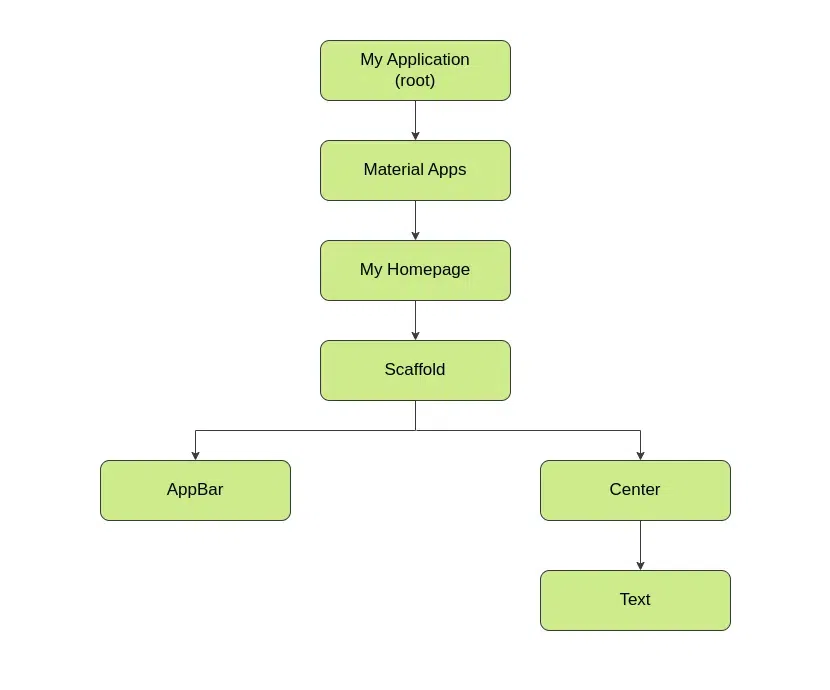 My Application
(root)
Material Apps
My Homepage
Scaffold
AppBar
Center
Text